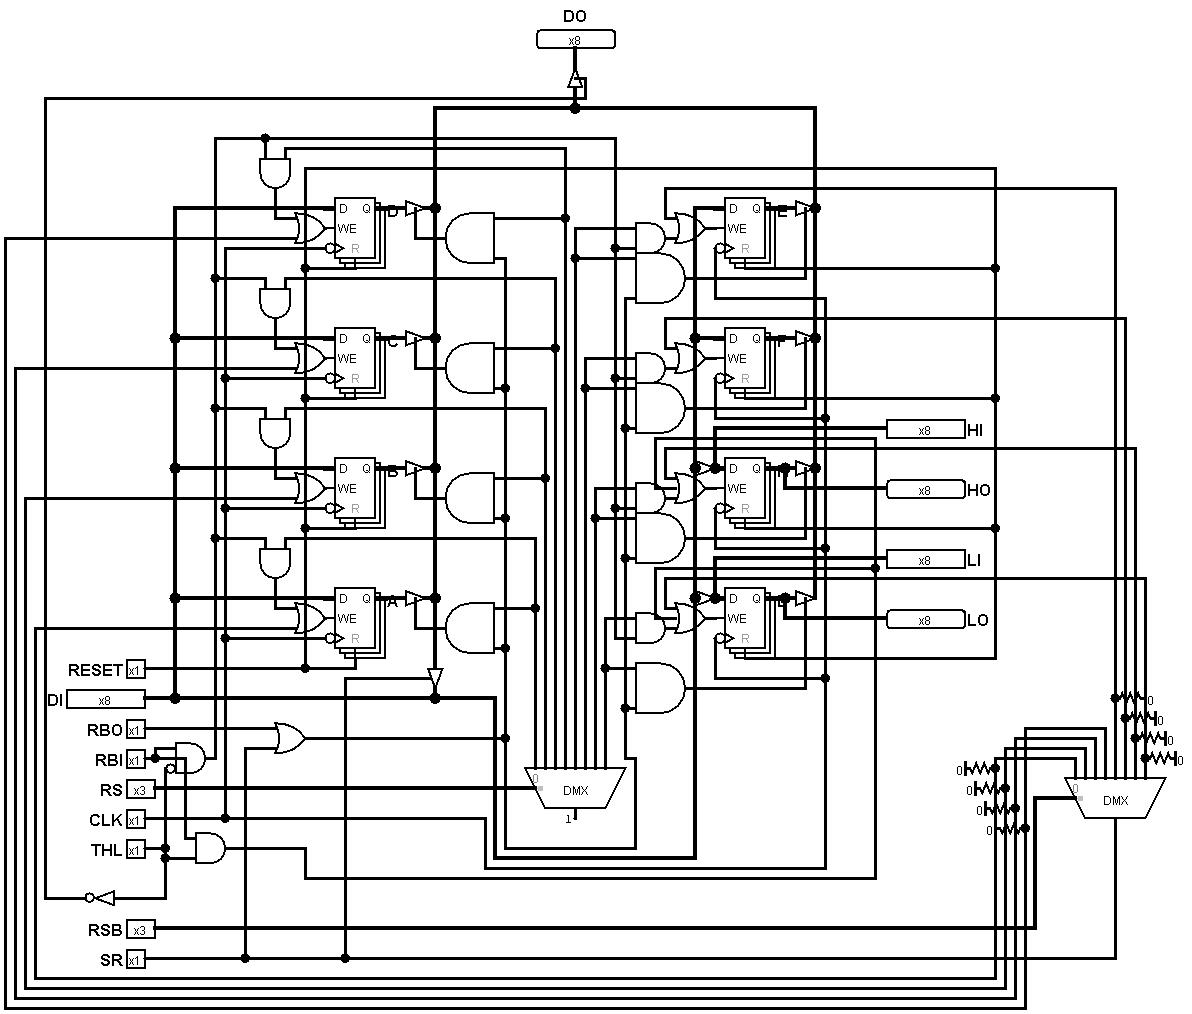 DO
x8
D Q D
WE
R
D Q E
WE
R
D Q C
WE
R
D Q F
WE
R
x8 HI
D Q B
WE
R
D Q H
WE
R
x8 HO
x8 LI
D Q A
WE
R
D Q L
WE
R
x8 LO
RESET x1
DI x8
RBO x1
RBI x1
RS x3
CLK x1
THL x1
RSB x3
SR x1
0
DMX
1
0
0
0
0
0
0
0
0
0
DMX